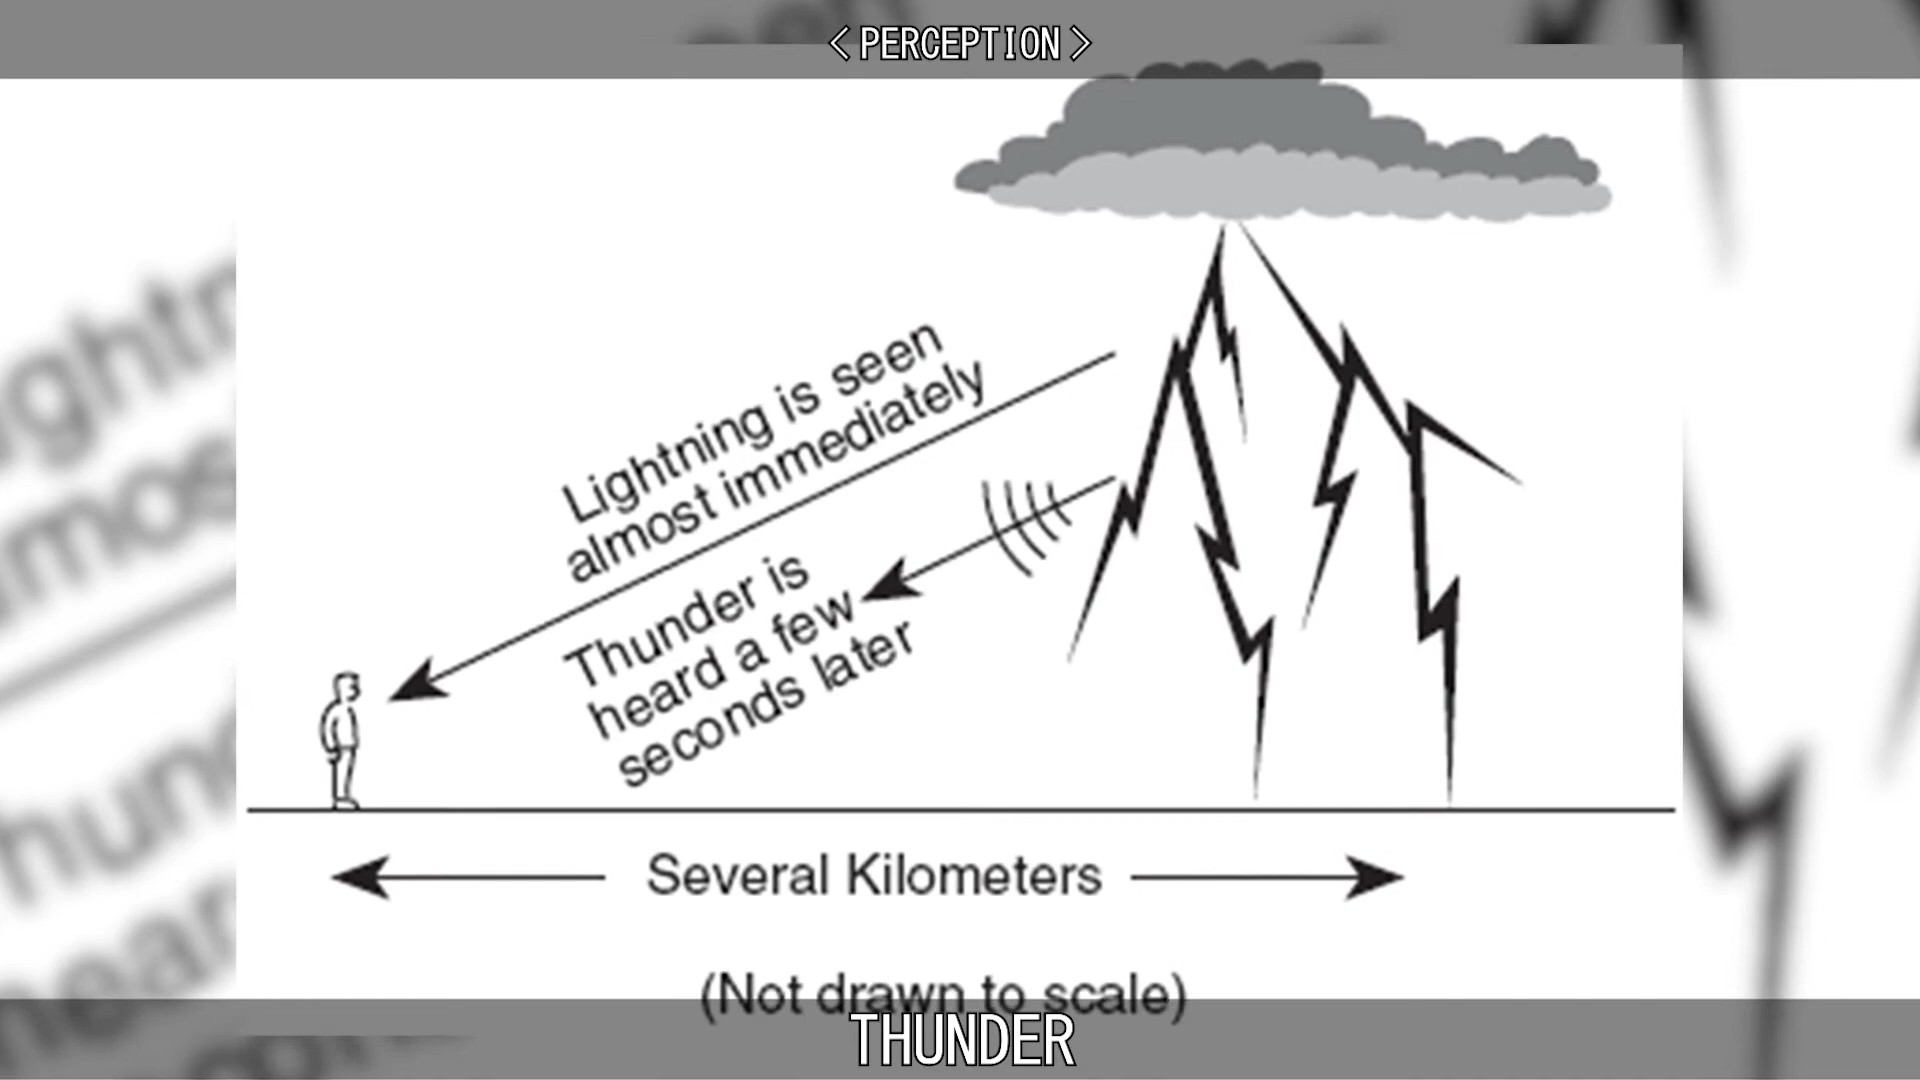 <PERCEPTION>
Lightning is seen
almost immediately
Thunder is
heard a few
seconds later
Several Kilometers
(Not drawn to scale)
THUNDER